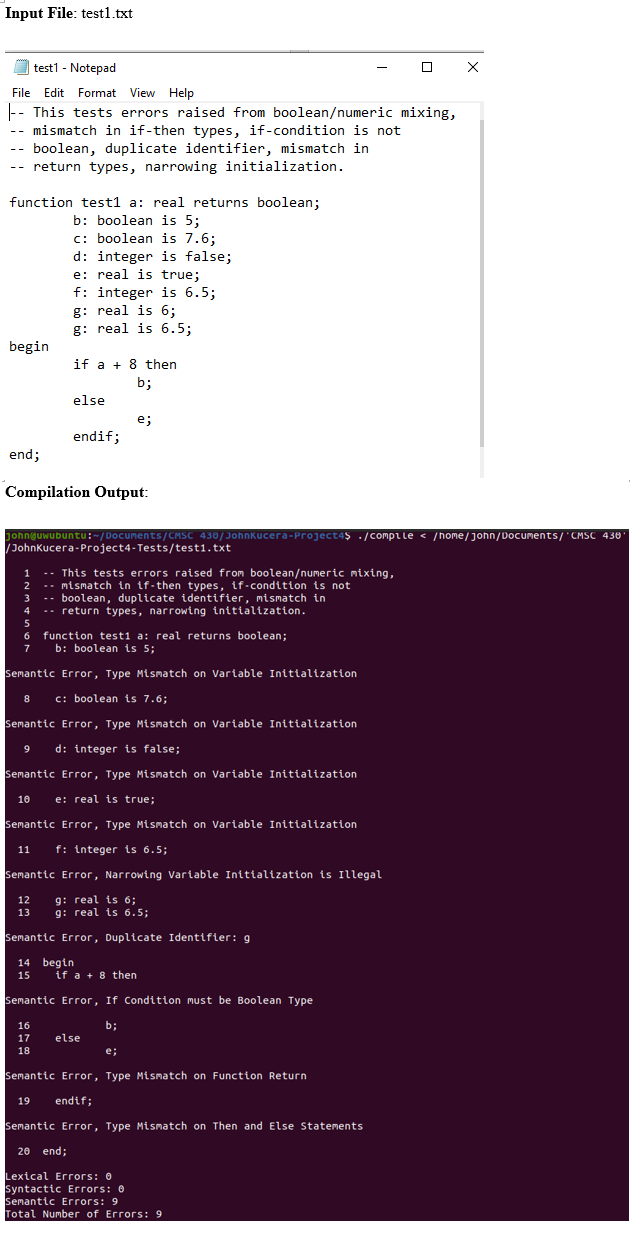 Input File: test1.txt
test1 - Notepad
File Edit Format View Help
-- This tests errors raised from boolean/numeric mixing,
-- mismatch in if-then types, if-condition is not
-- boolean, duplicate identifier, mismatch in
-- return types, narrowing initialization.
function test1 a: real returns boolean;
b: boolean is 5;
c: boolean is 7.6;
d: integer is false;
e: real is true;
f: integer is 6.5;
g: real is 6;
g: real is 6.5;
begin
if a + 8 then
b;
else
e;
endif;
end;
Compilation Output:
john@uwubuntu:~/Documents/CMSC 430/JohnKucera-Project4$ ./compile < /home/john/Documents/'CMSC 430'
/JohnKucera-Project4-Tests/test1.txt
1 -- This tests errors raised from boolean/numeric mixing,
2 -- mismatch in if-then types, if-condition is not
3 -- boolean, duplicate identifier, mismatch in
4 -- return types, narrowing initialization.
5
6 function test1 a: real returns boolean;
7 b: boolean is 5;
Semantic Error, Type Mismatch on Variable Initialization
8 c: boolean is 7.6;
Semantic Error, Type Mismatch on Variable Initialization
9 d: integer is false;
Semantic Error, Type Mismatch on Variable Initialization
10 e: real is true;
Semantic Error, Type Mismatch on Variable Initialization
11 f: integer is 6.5;
Semantic Error, Narrowing Variable Initialization is Illegal
12 g: real is 6;
13 g: real is 6.5;
Semantic Error, Duplicate Identifier: g
14 begin
15 if a + 8 then
Semantic Error, If Condition must be Boolean Type
16 b;
17 else
18 e;
Semantic Error, Type Mismatch on Function Return
19 endif;
Semantic Error, Type Mismatch on Then and Else Statements
20 end;
Lexical Errors: 0
Syntactic Errors: 0
Semantic Errors: 9
Total Number of Errors: 9